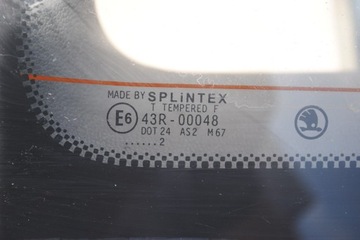 MADE BY SPLiNTEX
T TEMPERED F
E6 43R-00048
DOT 24 AS2 M67
......2